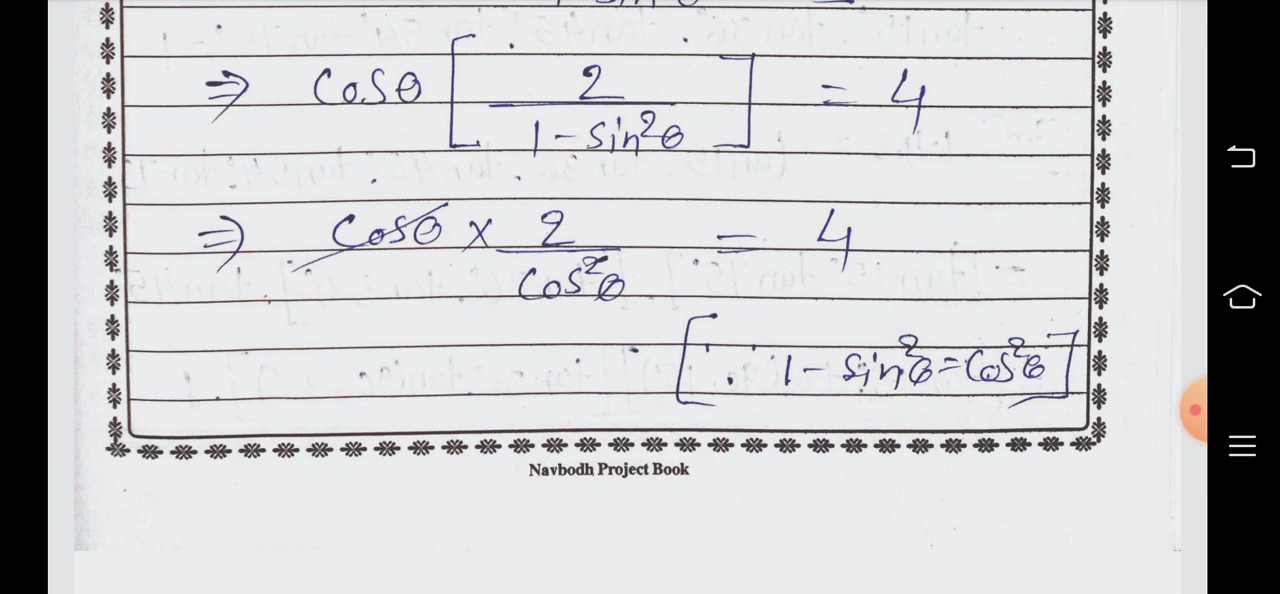 ⇒ Cosθ [ 2 / 1 - sin²θ ] = 4
⇒ Cosθ × 2 / Cos²θ = 4
[∵ 1 - sin²θ = Cos²θ]
Navbodh Project Book